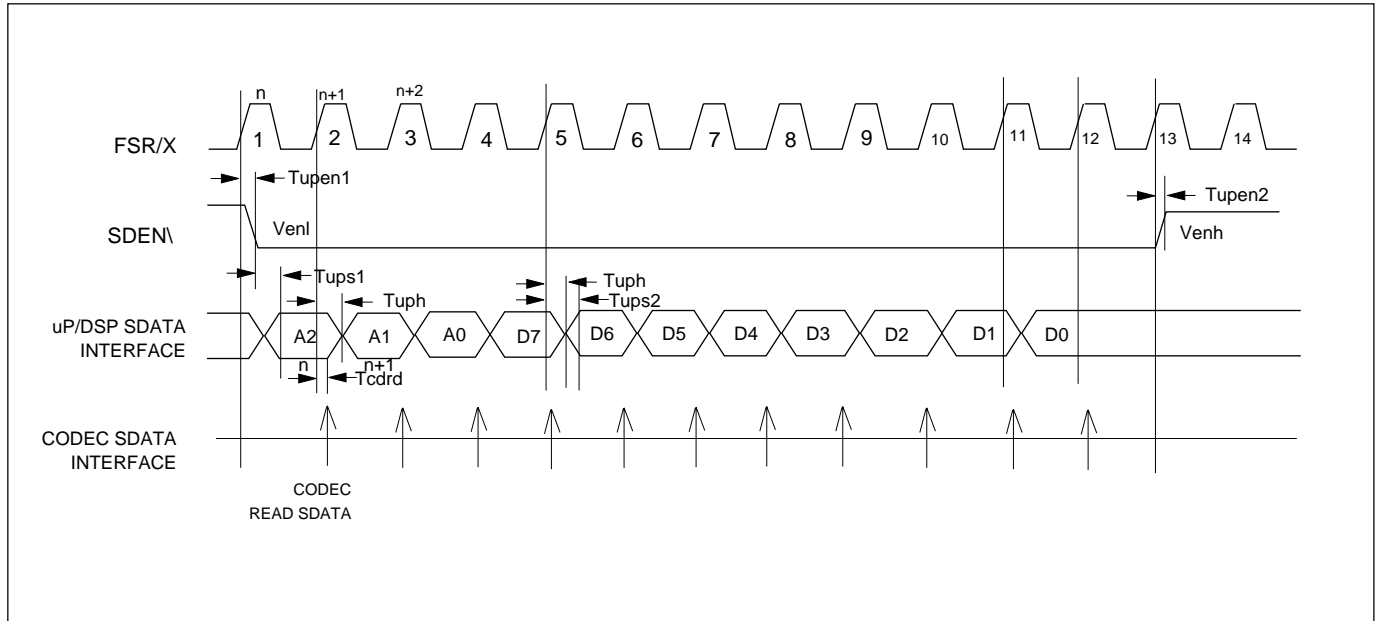 n n+1 n+2
FSR/X 1 2 3 4 5 6 7 8 9 10 11 12 13 14
Tupen1 Tupen2
SDEN\ Venl Venh
Tups1 Tuph Tuph
Tups2
uP/DSP SDATA
INTERFACE
A2 A1 A0 D7 D6 D5 D4 D3 D2 D1 D0
n n+1
Tcdrd
CODEC SDATA
INTERFACE
CODEC
READ SDATA